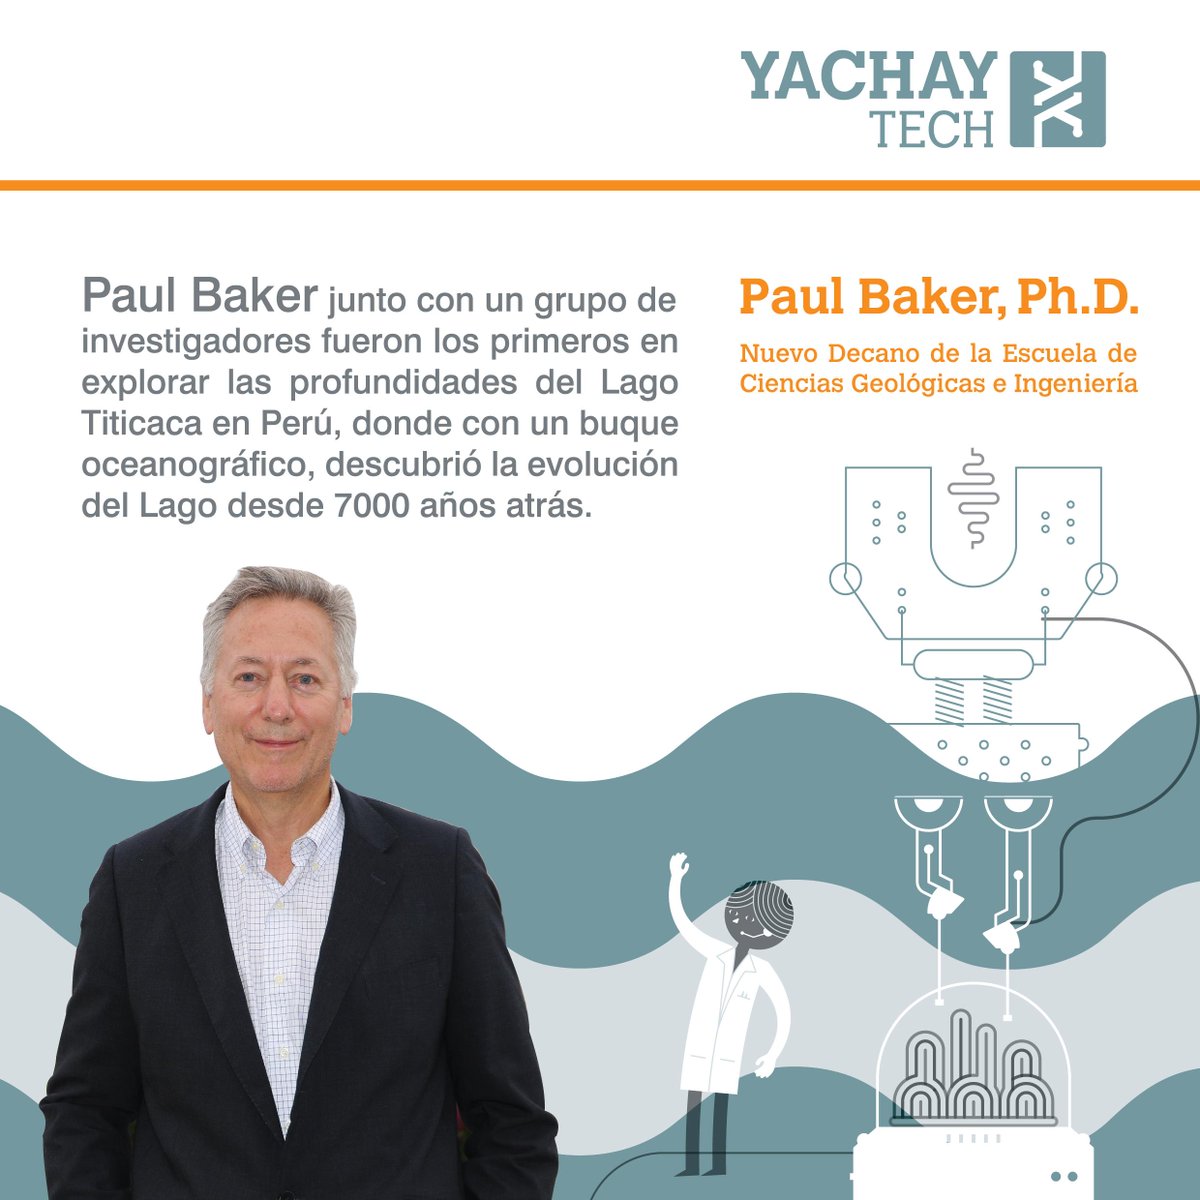 YACHAY
TECH
Paul Baker junto con un grupo de
investigadores fueron los primeros en
explorar las profundidades del Lago
Titicaca en Perú, donde con un buque
oceanográfico, descubrió la evolución
del Lago desde 7000 años atrás.
Paul Baker, Ph.D.
Nuevo Decano de la Escuela de
Ciencias Geológicas e Ingeniería